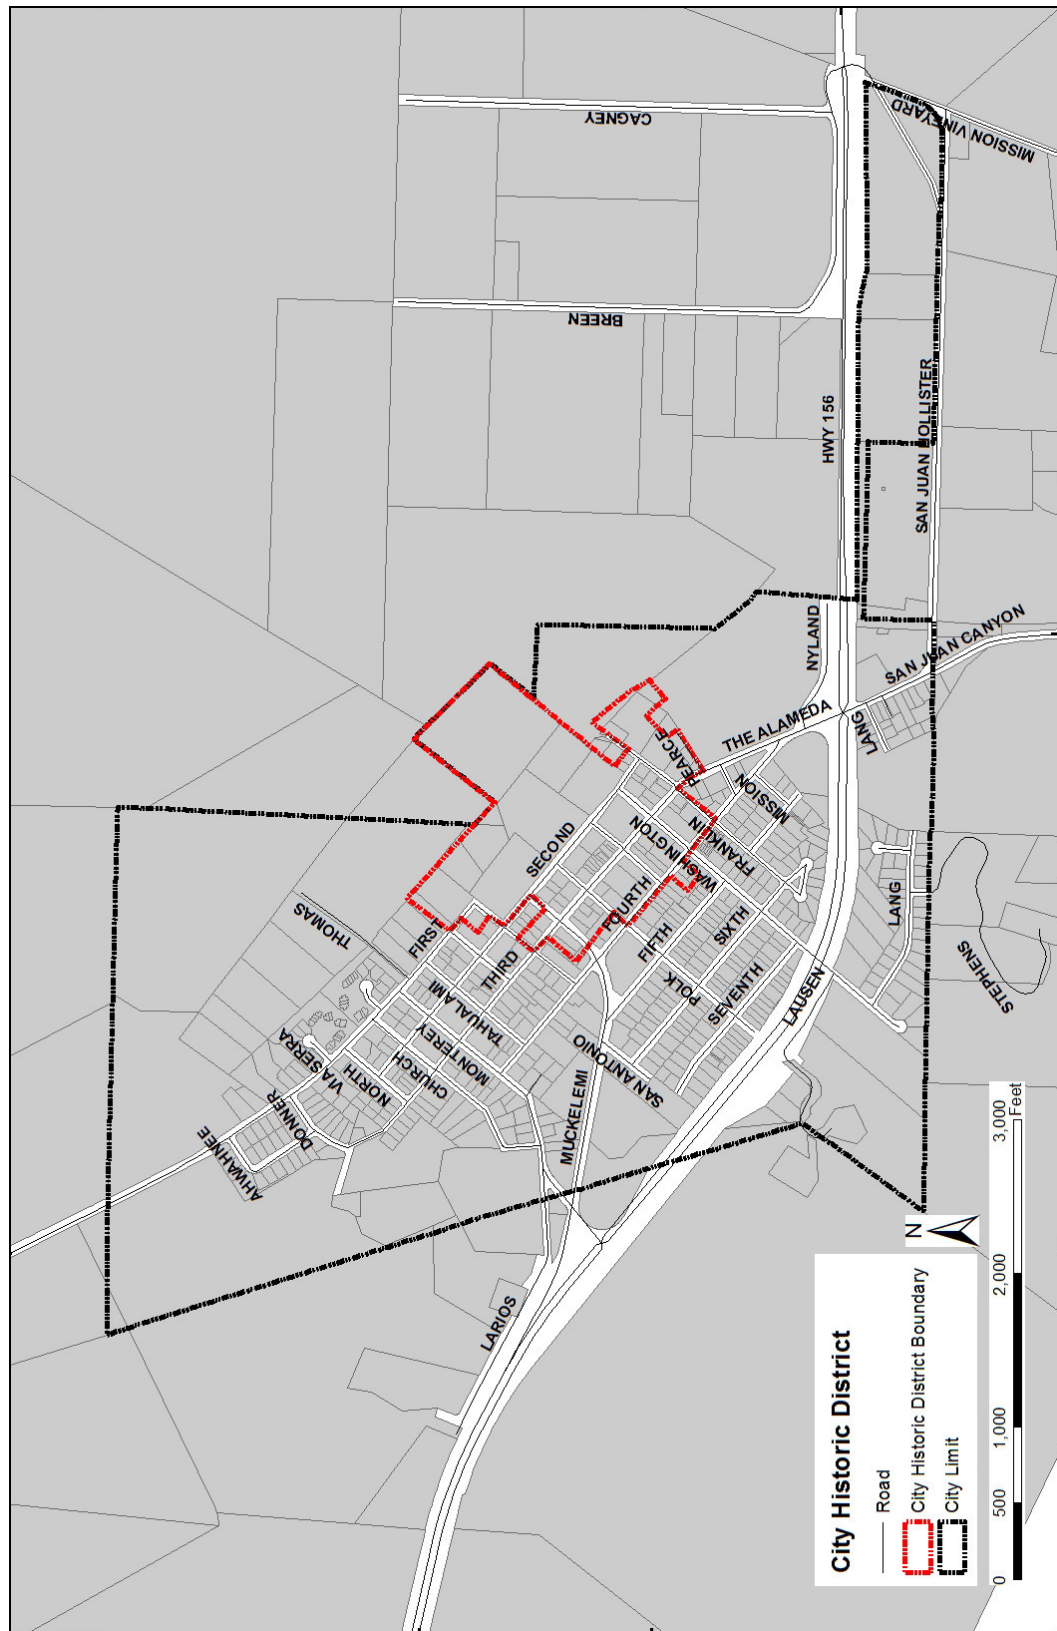 CAGNEY
BREEN
MISSION VINEYARD
HWY 156
SAN JUAN HOLLISTER
NYLAND
SAN JUAN CANYON
THE ALAMEDA
LANG
PEARCE
MISSION
FRANKLIN
WASHINGTON
SECOND
FOURTH
FIFTH
SIXTH
SEVENTH
POLK
LAUSEN
LANG
STEPHENS
THOMAS
FIRST
THIRD
TAHUALAMI
MONTEREY
CHURCH
NORTH
VIA SERRA
DONNER
AHWAHNEE
SAN ANTONIO
MUCKELEMI
LARIOS
N
City Historic District
Road
City Historic District Boundary
City Limit
0 500 1,000 2,000 3,000
Feet